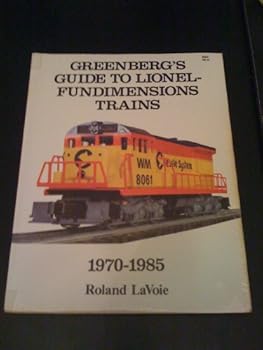 GREENBERG'S
GUIDE TO LIONEL-
FUNDIMENSIONS
TRAINS
WM
8061
Chessie System
1970-1985
Roland LaVoie